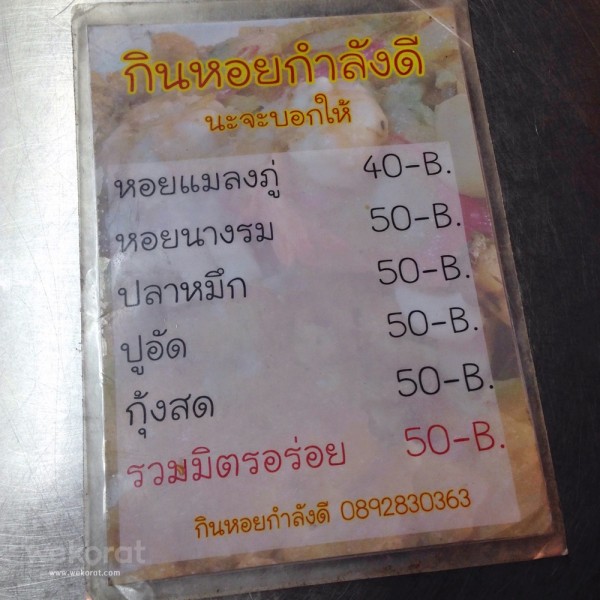 กินหอยกำลังดี
นะจะบอกให้
หอยแมลงภู่ 40-B.
หอยนางรม 50-B.
ปลาหมึก 50-B.
ปูอัด 50-B.
กุ้งสด 50-B.
รวมมิตรอร่อย 50-B.
กินหอยกำลังดี 0892830363
wekorat
www.wekorat.com